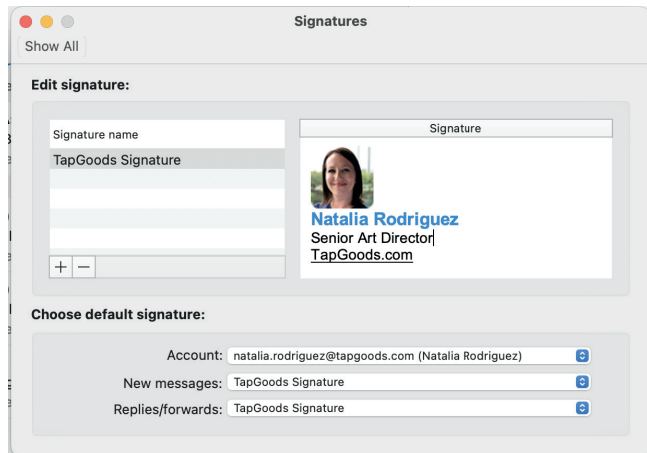 Signatures
Show All
Edit signature:
Signature name
TapGoods Signature
Signature
Natalia Rodriguez
Senior Art Director
TapGoods.com
+ −
Choose default signature:
Account: natalia.rodriguez@tapgoods.com (Natalia Rodriguez)
New messages: TapGoods Signature
Replies/forwards: TapGoods Signature